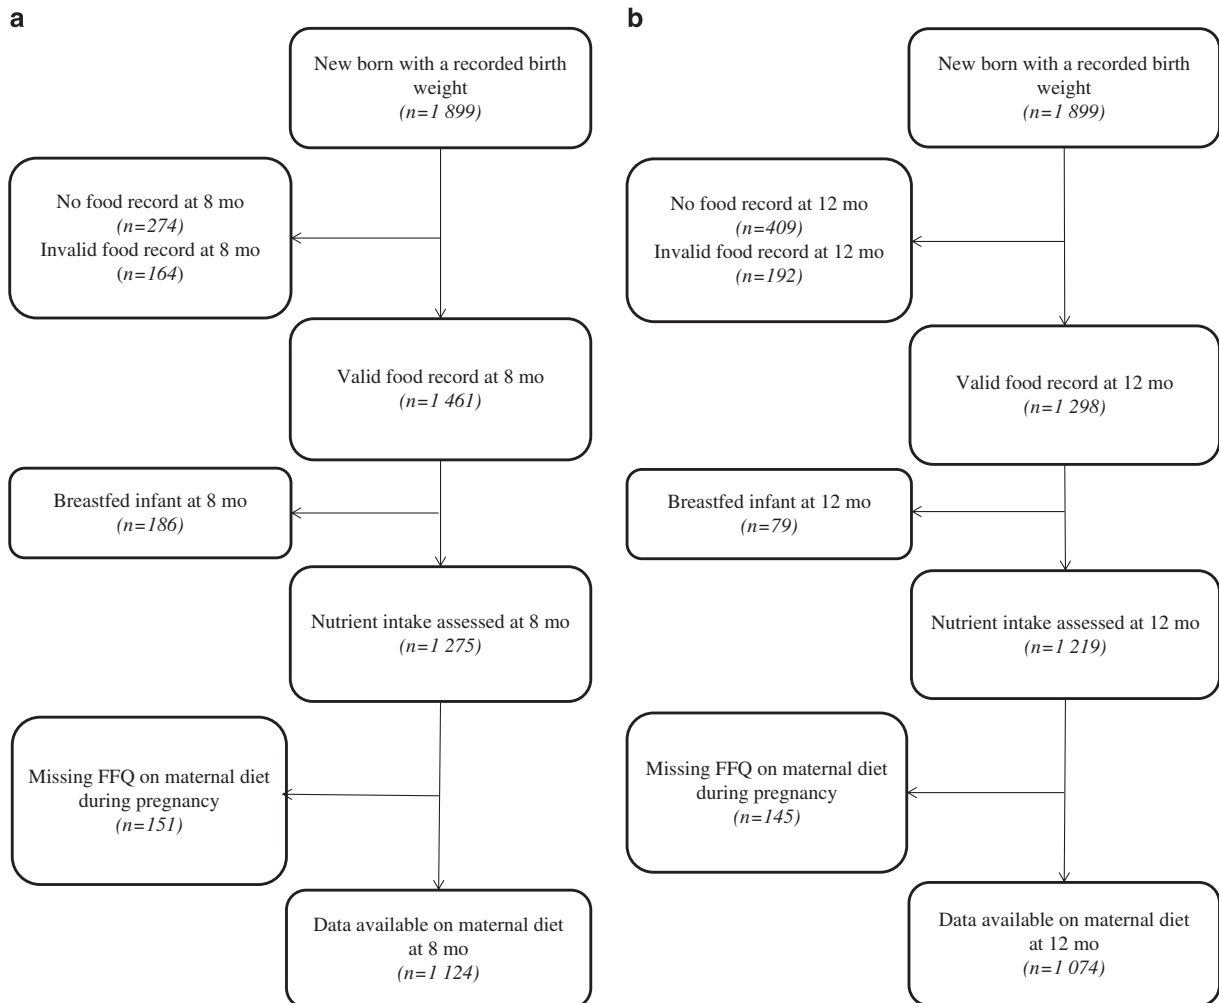 a
New born with a recorded birth
weight
(n=1 899)
No food record at 8 mo
(n=274)
Invalid food record at 8 mo
(n=164)
Valid food record at 8 mo
(n=1 461)
Breastfed infant at 8 mo
(n=186)
Nutrient intake assessed at 8 mo
(n=1 275)
Missing FFQ on maternal diet
during pregnancy
(n=151)
Data available on maternal diet
at 8 mo
(n=1 124)
b
New born with a recorded birth
weight
(n=1 899)
No food record at 12 mo
(n=409)
Invalid food record at 12 mo
(n=192)
Valid food record at 12 mo
(n=1 298)
Breastfed infant at 12 mo
(n=79)
Nutrient intake assessed at 12 mo
(n=1 219)
Missing FFQ on maternal diet
during pregnancy
(n=145)
Data available on maternal diet
at 12 mo
(n=1 074)